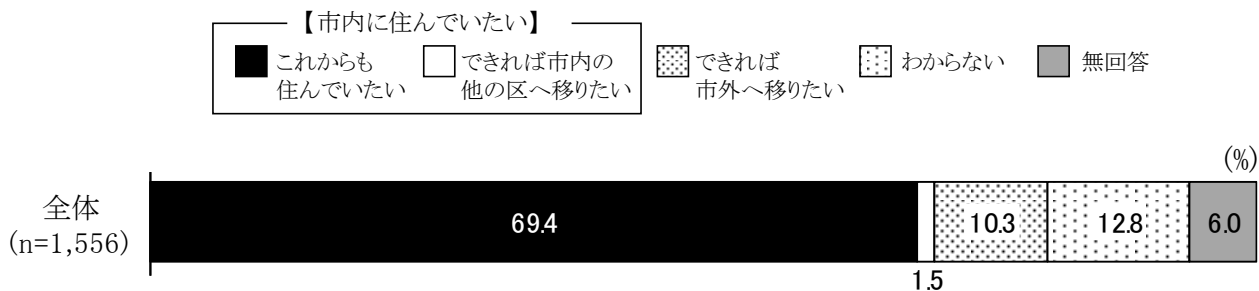 【市内に住んでいたい】
これからも
住んでいたい
できれば市内の
他の区へ移りたい
できれば
市外へ移りたい
わからない
無回答
(%)
全体
(n=1,556)
69.4
1.5
10.3
12.8
6.0